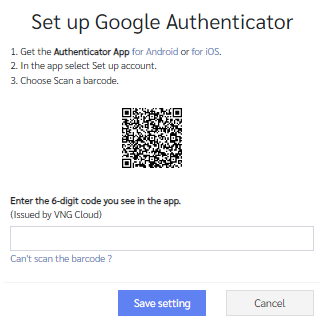 Set up Google Authenticator
1. Get the Authenticator App for Android or for iOS.
2. In the app select Set up account.
3. Choose Scan a barcode.
Enter the 6-digit code you see in the app.
(Issued by VNG Cloud)
Can't scan the barcode ?
Save setting
Cancel